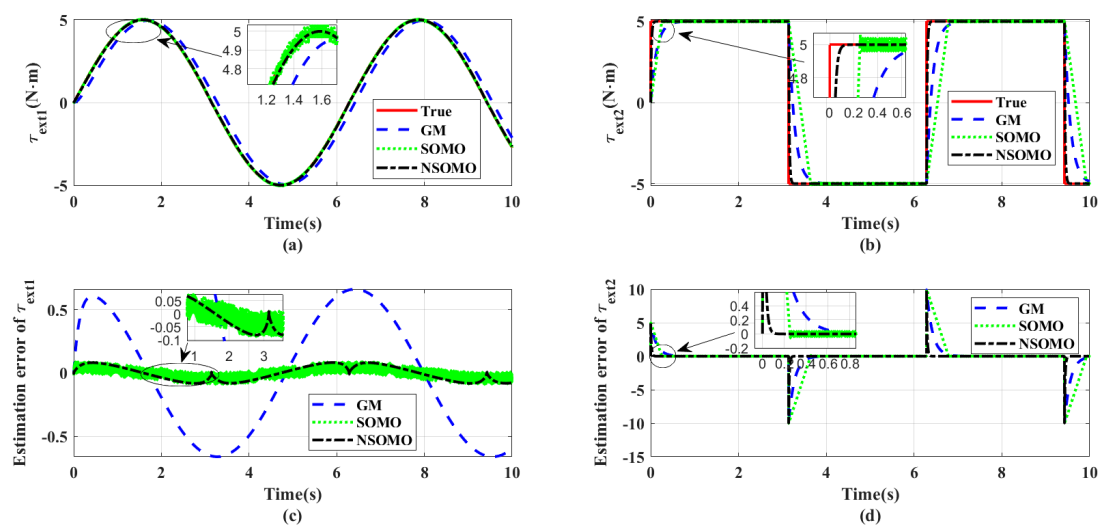 τext1(N·m)
5
0
-5
5
4.9
4.8
1.2 1.4 1.6
True
GM
SOMO
NSOMO
0 2 4 6 8 10
Time(s)
(a)
τext2(N·m)
5
0
-5
5
4.8
0 0.2 0.4 0.6
True
GM
SOMO
NSOMO
0 2 4 6 8 10
Time(s)
(b)
Estimation error of τext1
0.5
0
-0.5
0.05
0
-0.05
-0.1
1 2 3
GM
SOMO
NSOMO
0 2 4 6 8 10
Time(s)
(c)
Estimation error of τext2
10
5
0
-5
-10
-15
0.4
0.2
0
-0.2
0 0.2 0.4 0.6 0.8
GM
SOMO
NSOMO
0 2 4 6 8 10
Time(s)
(d)